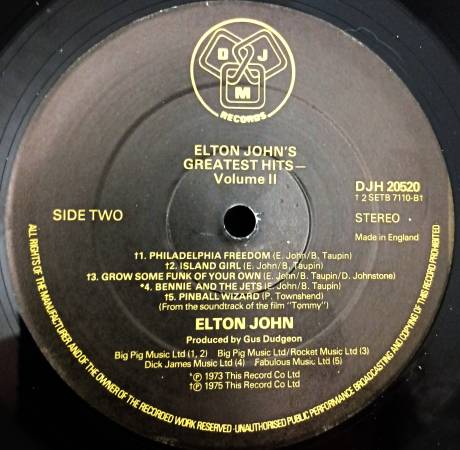 D J M
RECORDS
ELTON JOHN'S
GREATEST HITS—
Volume II
DJH 20520
† 2 SETB 7110-B1
SIDE TWO
STEREO
Made in England
†1. PHILADELPHIA FREEDOM (E. John/B. Taupin)
†2. ISLAND GIRL (E. John/B. Taupin)
†3. GROW SOME FUNK OF YOUR OWN (E. John/B. Taupin/D. Johnstone)
*4. BENNIE AND THE JETS (E. John/B. Taupin)
†5. PINBALL WIZARD (P. Townshend)
(From the soundtrack of the film "Tommy")
ELTON JOHN
Produced by Gus Dudgeon
Big Pig Music Ltd (1, 2) Big Pig Music Ltd/Rocket Music Ltd (3)
Dick James Music Ltd (4) Fabulous Music Ltd (5)
*℗ 1973 This Record Co Ltd
†℗ 1975 This Record Co Ltd
ALL RIGHTS OF THE MANUFACTURER AND OF THE OWNER OF THE RECORDED WORK RESERVED·UNAUTHORISED PUBLIC PERFORMANCE BROADCASTING AND COPYING OF THIS RECORD PROHIBITED